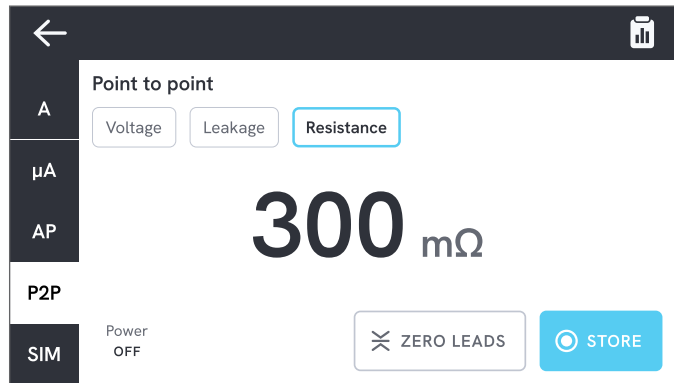 Point to point
Voltage Leakage Resistance
A
µA
AP
P2P
SIM
300 mΩ
Power
OFF
ZERO LEADS
STORE